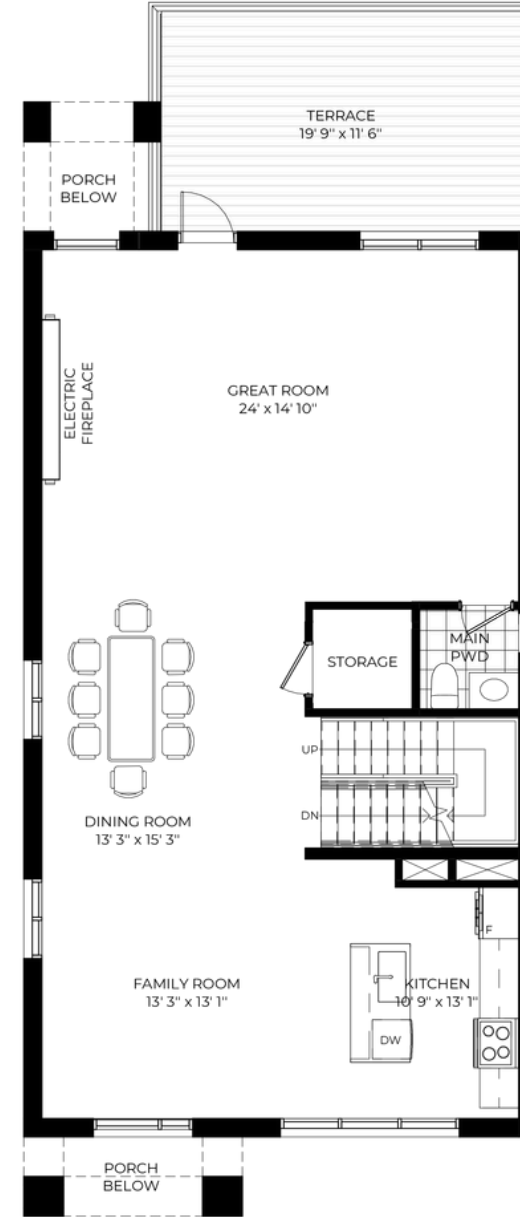 TERRACE
19' 9" x 11' 6"
PORCH
BELOW
ELECTRIC
FIREPLACE
GREAT ROOM
24' x 14' 10"
MAIN
PWD
STORAGE
UP
DN
DINING ROOM
13' 3" x 15' 3"
F
FAMILY ROOM
13' 3" x 13' 1"
KITCHEN
10' 9" x 13' 1"
DW
PORCH
BELOW